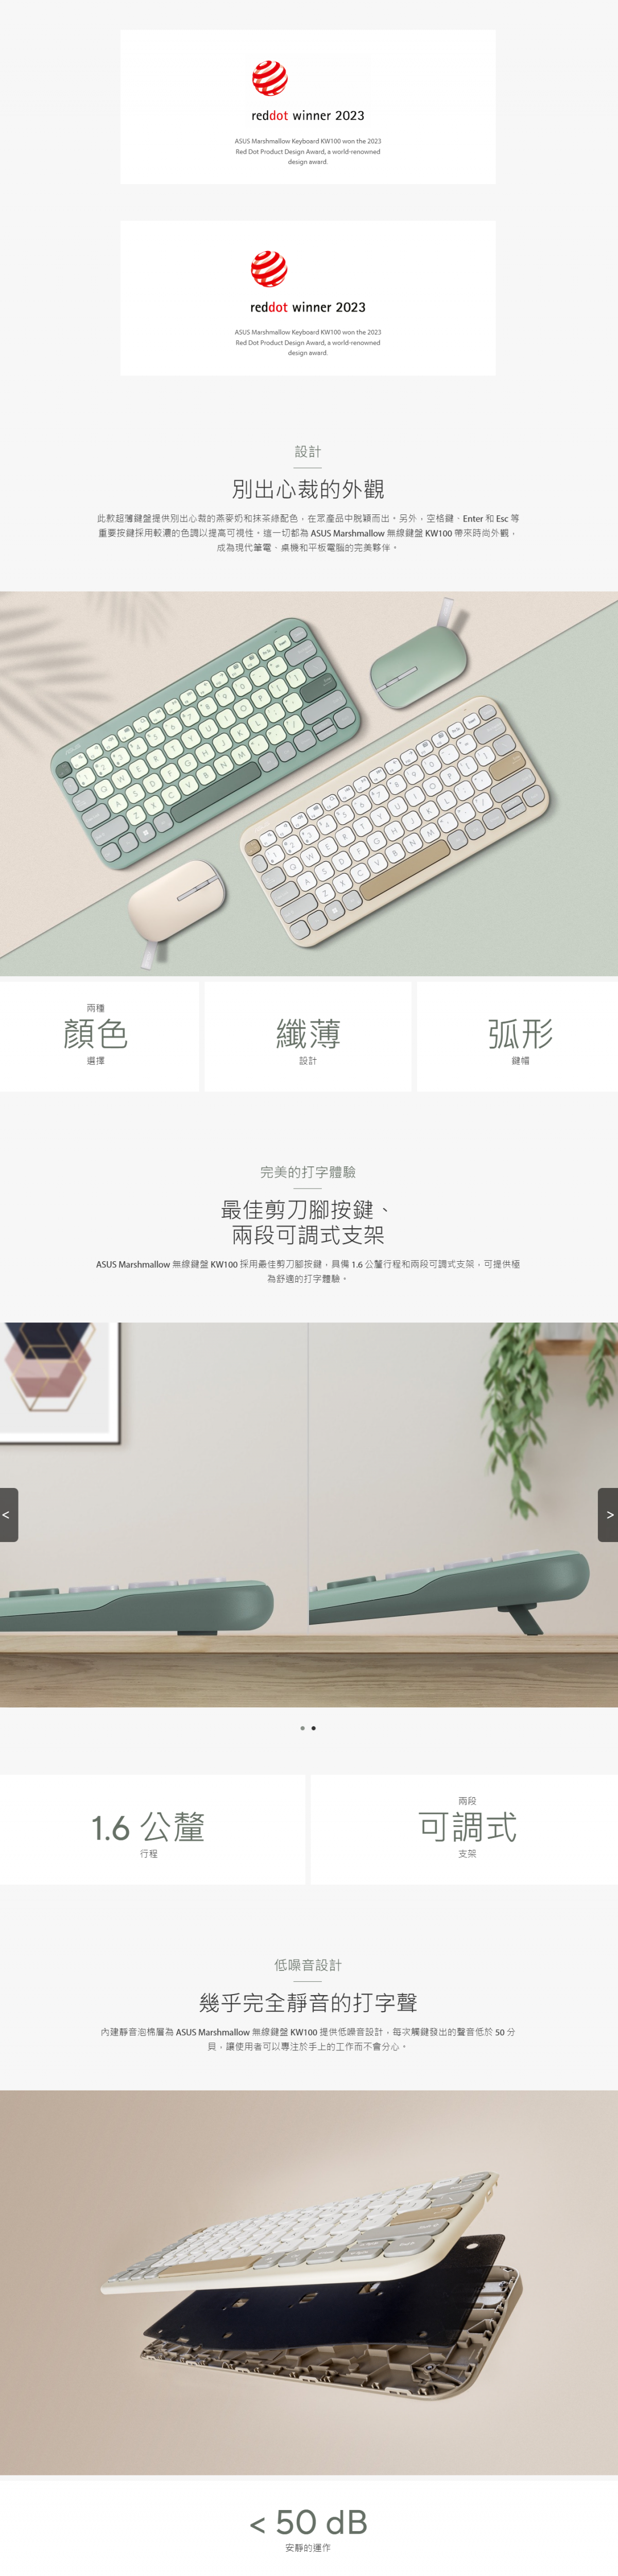 reddot winner 2023
ASUS Marshmallow Keyboard KW100 won the 2023
Red Dot Product Design Award, a world-renowned
design award.
reddot winner 2023
ASUS Marshmallow Keyboard KW100 won the 2023
Red Dot Product Design Award, a world-renowned
design award.
設計
別出心裁的外觀
此款超薄鍵盤提供別出心裁的燕麥奶和抹茶綠配色，在眾產品中脫穎而出。另外，空格鍵、Enter 和 Esc 等
重要按鍵採用較濃的色調以提高可視性。這一切都為 ASUS Marshmallow 無線鍵盤 KW100 帶來時尚外觀，
成為現代筆電、桌機和平板電腦的完美夥伴。
兩種
顏色
選擇
纖薄
設計
弧形
鍵帽
完美的打字體驗
最佳剪刀腳按鍵、
兩段可調式支架
ASUS Marshmallow 無線鍵盤 KW100 採用最佳剪刀腳按鍵，具備 1.6 公釐行程和兩段可調式支架，可提供極
為舒適的打字體驗。
<
>
1.6 公釐
行程
兩段
可調式
支架
低噪音設計
幾乎完全靜音的打字聲
內建靜音泡棉層為 ASUS Marshmallow 無線鍵盤 KW100 提供低噪音設計，每次觸鍵發出的聲音低於 50 分
貝，讓使用者可以專注於手上的工作而不會分心。
< 50 dB
安靜的運作